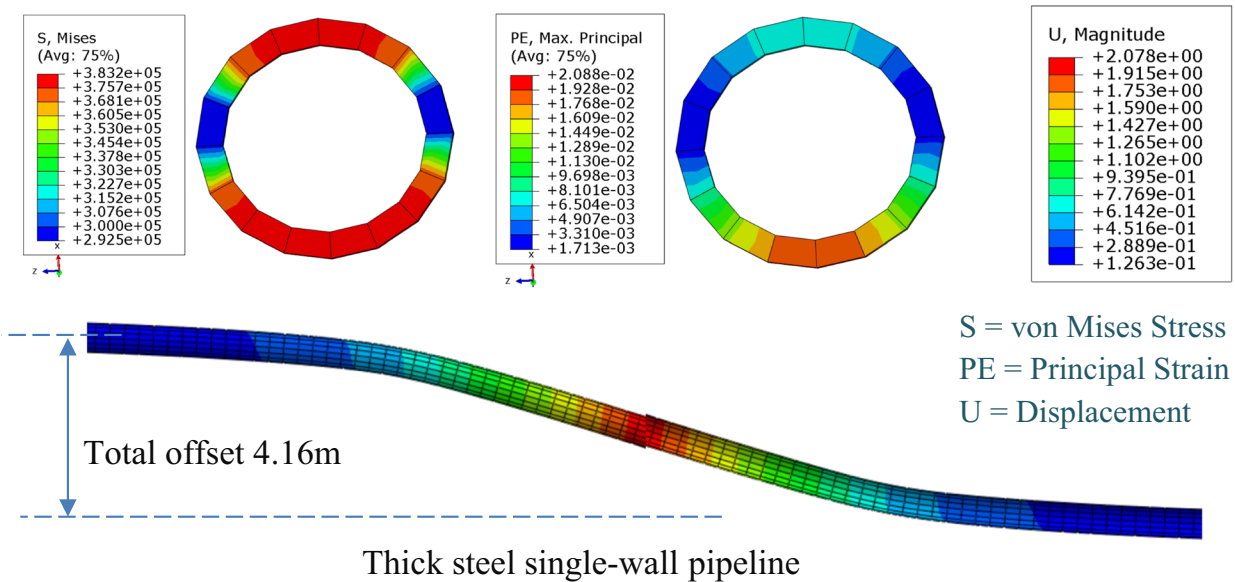 S, Mises
(Avg: 75%)
+3.832e+05
+3.757e+05
+3.681e+05
+3.605e+05
+3.530e+05
+3.454e+05
+3.378e+05
+3.303e+05
+3.227e+05
+3.152e+05
+3.076e+05
+3.000e+05
+2.925e+05
x
z
PE, Max. Principal
(Avg: 75%)
+2.088e-02
+1.928e-02
+1.768e-02
+1.609e-02
+1.449e-02
+1.289e-02
+1.130e-02
+9.698e-03
+8.101e-03
+6.504e-03
+4.907e-03
+3.310e-03
+1.713e-03
x
z
U, Magnitude
+2.078e+00
+1.915e+00
+1.753e+00
+1.590e+00
+1.427e+00
+1.265e+00
+1.102e+00
+9.395e-01
+7.769e-01
+6.142e-01
+4.516e-01
+2.889e-01
+1.263e-01
S = von Mises Stress
PE = Principal Strain
U = Displacement
Total offset 4.16m
Thick steel single-wall pipeline